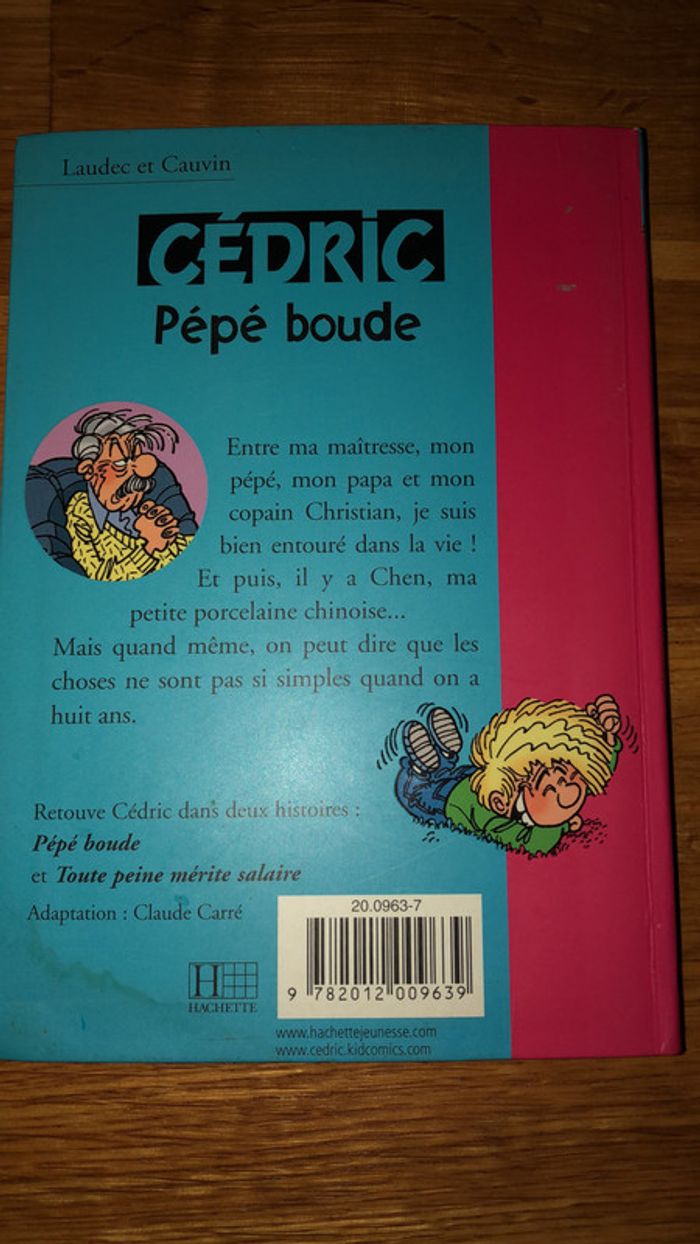 Laudec et Cauvin
CÉDRIC
Pépé boude
Entre ma maîtresse, mon
pépé, mon papa et mon
copain Christian, je suis
bien entouré dans la vie !
Et puis, il y a Chen, ma
petite porcelaine chinoise...
Mais quand même, on peut dire que les
choses ne sont pas si simples quand on a
huit ans.
Retouve Cédric dans deux histoires :
Pépé boude
et Toute peine mérite salaire
Adaptation : Claude Carré
20.0963-7
9 782012 009639
H
HACHETTE
www.hachettejeunesse.com
www.cedric.kidcomics.com